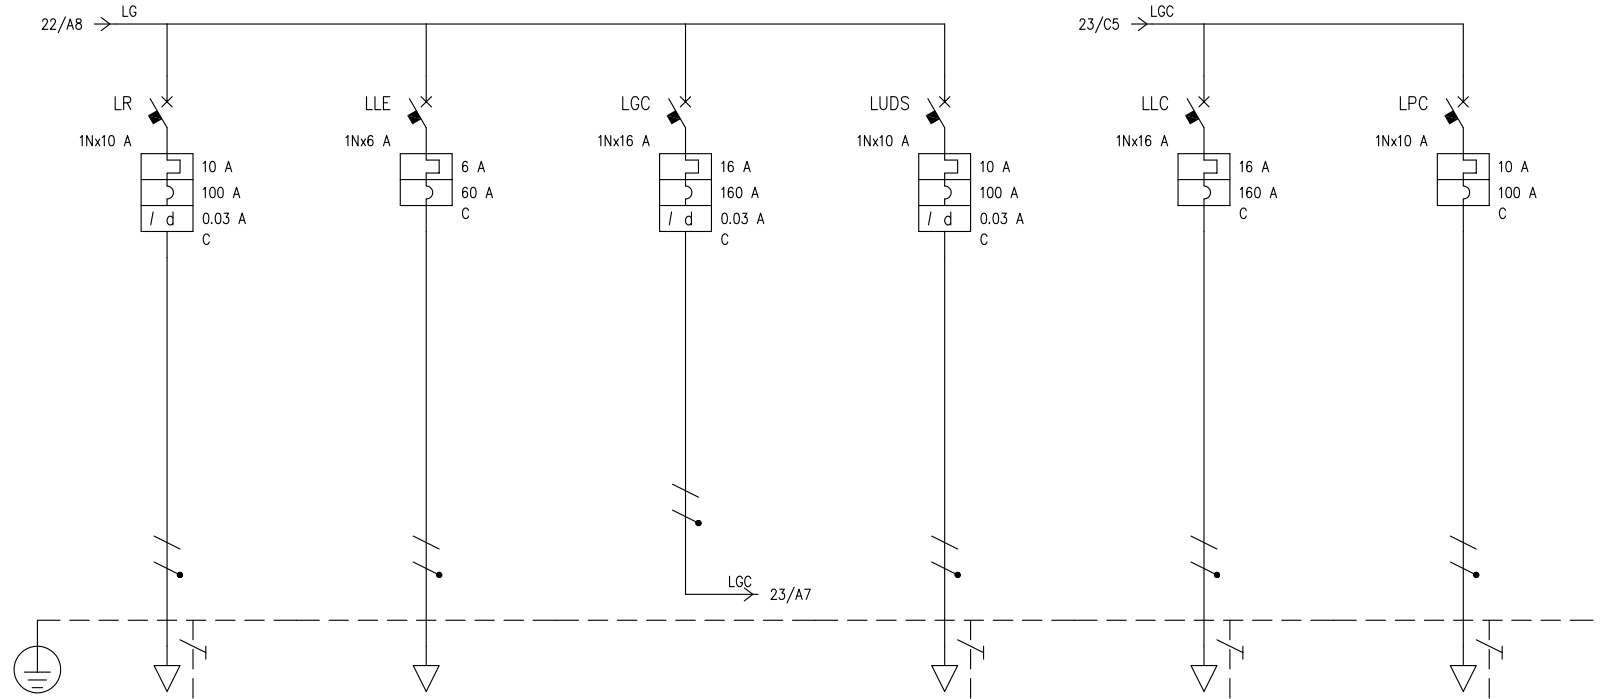 22/A8 LG
23/C5 LGC
LR
LLE
LGC
LUDS
LLC
LPC
1Nx10 A
1Nx6 A
1Nx16 A
1Nx10 A
1Nx16 A
1Nx10 A
10 A
6 A
16 A
10 A
16 A
10 A
100 A
60 A
160 A
100 A
160 A
100 A
I d 0.03 A
C
I d 0.03 A
I d 0.03 A
C
C
C
C
C
LGC
23/A7